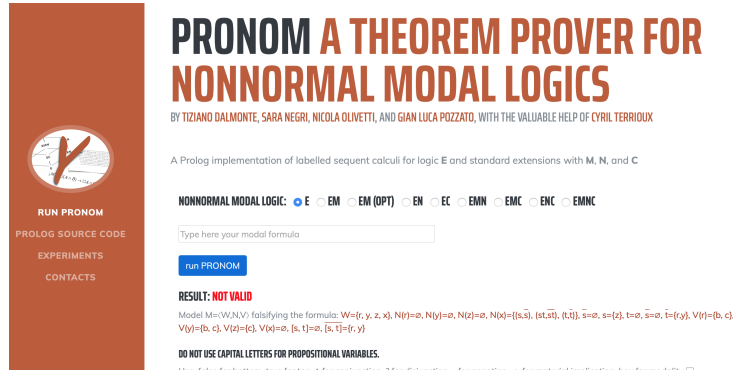 PRONOM A THEOREM PROVER FOR
NONNORMAL MODAL LOGICS
BY TIZIANO DALMONTE, SARA NEGRI, NICOLA OLIVETTI, AND GIAN LUCA POZZATO, WITH THE VALUABLE HELP OF CYRIL TERRIOUX
A Prolog implementation of labelled sequent calculi for logic E and standard extensions with M, N, and C
RUN PRONOM
PROLOG SOURCE CODE
EXPERIMENTS
CONTACTS
NONNORMAL MODAL LOGIC: E EM EM (OPT) EN EC EMN EMC ENC EMNC
Type here your modal formula
run PRONOM
RESULT: NOT VALID
Model M=⟨W,N,V⟩ falsifying the formula: W={r, y, z, x}, N(r)=∅, N(y)=∅, N(z)=∅, N(x)={(s,s̅), (st,s̅t̅), (t,t̅)}, s=∅, s={z}, t=∅, s=∅, t={r,y}, V(r)={b, c},
V(y)={b, c}, V(z)={c}, V(x)=∅, [s, t]=∅, [s, t]={r, y}
DO NOT USE CAPITAL LETTERS FOR PROPOSITIONAL VARIABLES.